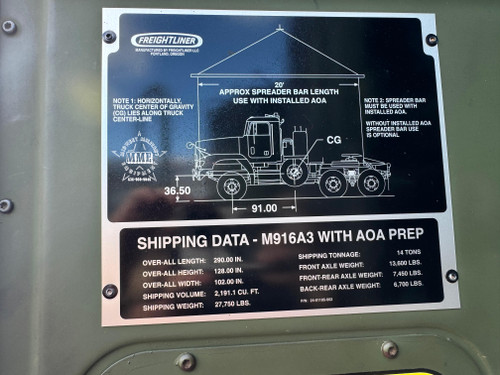 FREIGHTLINER
MANUFACTURED BY FREIGHTLINER LLC
PORTLAND, OREGON
20'
APPROX SPREADER BAR LENGTH
USE WITH INSTALLED AOA
NOTE 1: HORIZONTALLY,
TRUCK CENTER OF GRAVITY
(CG) LIES ALONG TRUCK
CENTER-LINE
NOTE 2: SPREADER BAR
MUST BE USED WITH
INSTALLED AOA
WITHOUT INSTALLED AOA
SPREADER BAR USE
IS OPTIONAL
MME
CG
36.50
91.00
SHIPPING DATA - M916A3 WITH AOA PREP
OVER-ALL LENGTH: 290.00 IN.
OVER-ALL HEIGHT: 128.00 IN.
OVER-ALL WIDTH: 102.00 IN.
SHIPPING VOLUME: 2,191.1 CU. FT.
SHIPPING WEIGHT: 27,750 LBS.
SHIPPING TONNAGE: 14 TONS
FRONT AXLE WEIGHT: 13,600 LBS.
FRONT-REAR AXLE WEIGHT: 7,450 LBS.
BACK-REAR AXLE WEIGHT: 6,700 LBS.